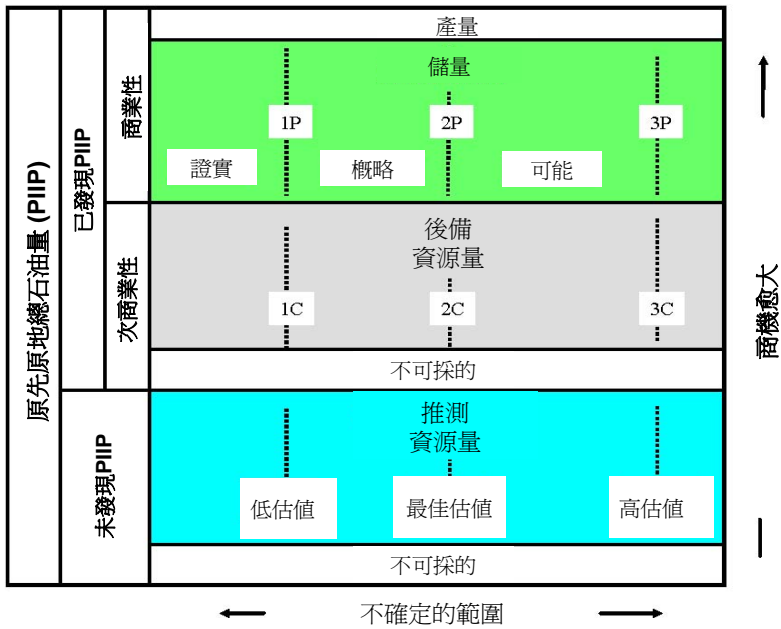 原先原地總石油量 (PIIP)
已發現PIIP
未發現PIIP
商業性
次商業性
產量
儲量
1P
2P
3P
證實
概略
可能
後備
資源量
1C
2C
3C
不可採的
推測
資源量
低估值
最佳估值
高估值
不可採的
不確定的範圍
商機愈大